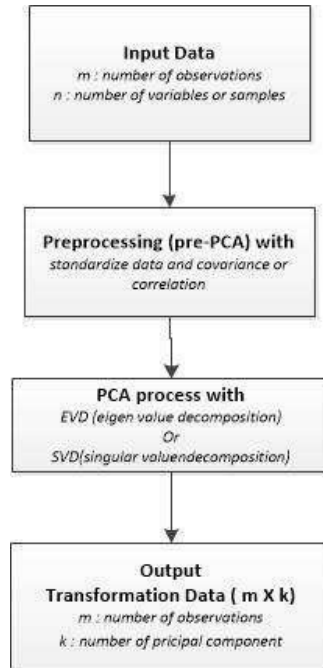 Input Data
m : number of observations
n : number of variables or samples
Preprocessing (pre-PCA) with
standardize data and covariance or
correlation
PCA process with
EVD (eigen value decomposition)
Or
SVD(singular valuendecomposition)
Output
Transformation Data ( m X k)
m : number of observations
k : number of pricipal component